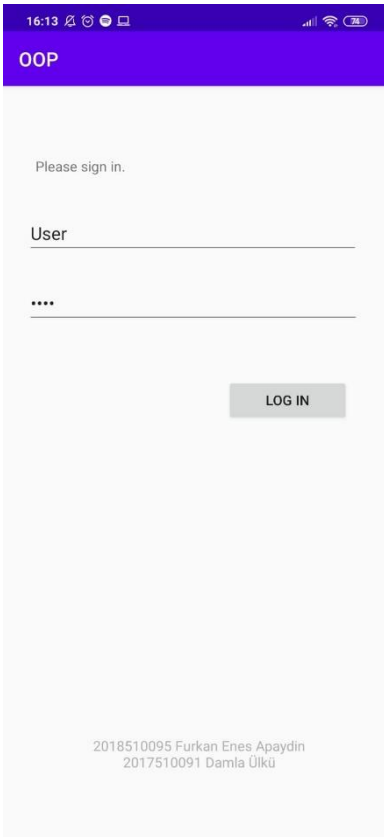 16:13 74
OOP
Please sign in.
User
••••
LOG IN
2018510095 Furkan Enes Apaydin
2017510091 Damla Ülkü